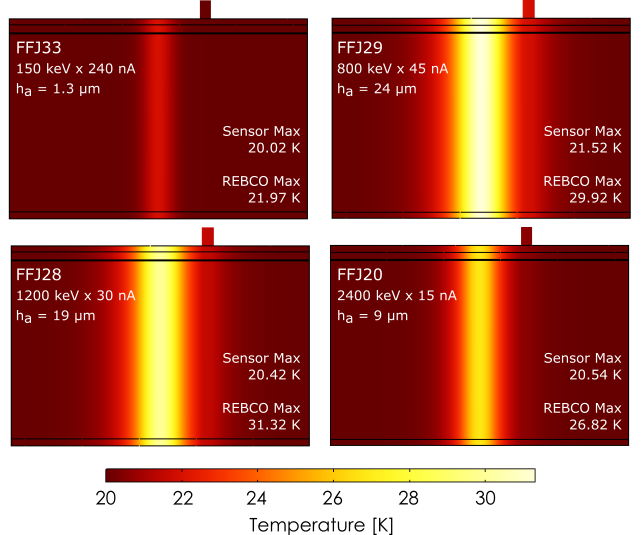 FFJ33
150 keV x 240 nA
ha = 1.3 µm
Sensor Max
20.02 K
REBCO Max
21.97 K
FFJ29
800 keV x 45 nA
ha = 24 µm
Sensor Max
21.52 K
REBCO Max
29.92 K
FFJ28
1200 keV x 30 nA
ha = 19 µm
Sensor Max
20.42 K
REBCO Max
31.32 K
FFJ20
2400 keV x 15 nA
ha = 9 µm
Sensor Max
20.54 K
REBCO Max
26.82 K
20 22 24 26 28 30
Temperature [K]